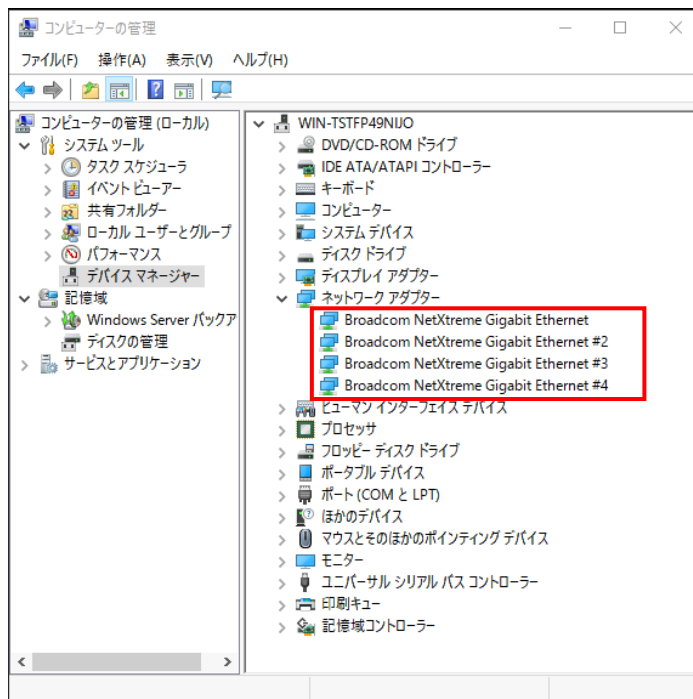 コンピューターの管理
ファイル(F) 操作(A) 表示(V) ヘルプ(H)
コンピューターの管理 (ローカル)
システム ツール
タスク スケジューラ
イベント ビューアー
共有フォルダー
ローカル ユーザーとグループ
パフォーマンス
デバイス マネージャー
記憶域
Windows Server バックア
ディスクの管理
サービスとアプリケーション
WIN-TSTFP49NIJO
DVD/CD-ROM ドライブ
IDE ATA/ATAPI コントローラー
キーボード
コンピューター
システム デバイス
ディスク ドライブ
ディスプレイ アダプター
ネットワーク アダプター
Broadcom NetXtreme Gigabit Ethernet
Broadcom NetXtreme Gigabit Ethernet #2
Broadcom NetXtreme Gigabit Ethernet #3
Broadcom NetXtreme Gigabit Ethernet #4
ヒューマン インターフェイス デバイス
プロセッサ
フロッピー ディスク ドライブ
ポータブル デバイス
ポート (COM と LPT)
ほかのデバイス
マウスとそのほかのポインティング デバイス
モニター
ユニバーサル シリアル バス コントローラー
印刷キュー
記憶域コントローラー